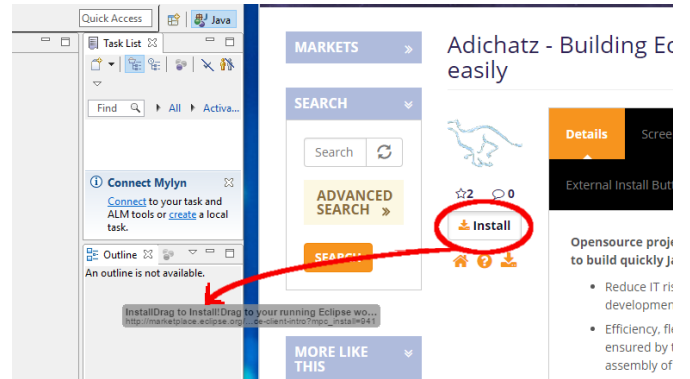 Quick Access
Java
Task List
Find
All
Activa...
Connect Mylyn
Connect to your task and
ALM tools or create a local
task.
Outline
An outline is not available.
InstallDrag to Install!Drag to your running Eclipse wo...
http://marketplace.eclipse.org/...se-client-intro?mpc_install=941
MARKETS »
SEARCH
Search
ADVANCED
SEARCH »
SEARCH
MORE LIKE
THIS
Adichatz - Building Ec
easily
2
0
Install
Details
Scree
External Install But
Opensource proje
to build quickly Ja
• Reduce IT ris
developmen
• Efficiency, fle
ensured by t
assembly of